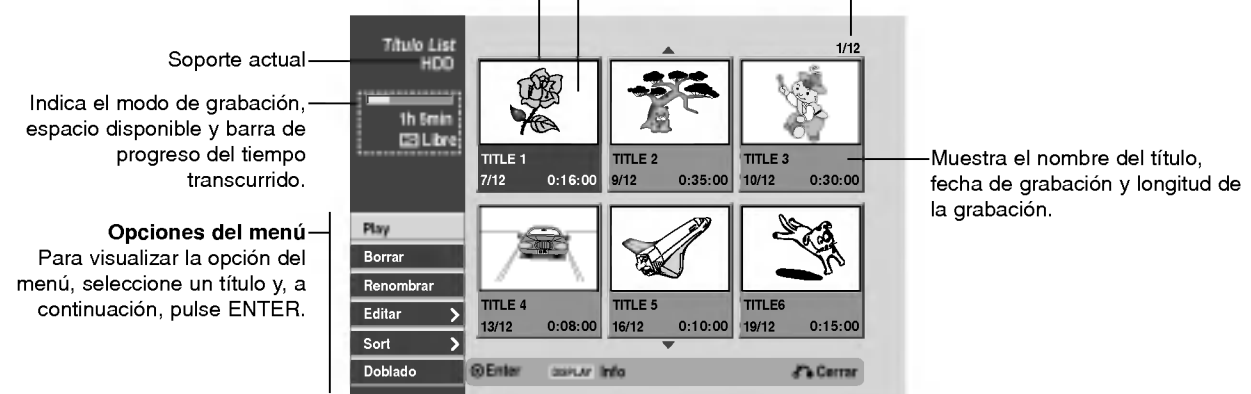 Soporte actual
Indica el modo de grabación,
espacio disponible y barra de
progreso del tiempo
transcurrido.
Opciones del menú
Para visualizar la opción del
menú, seleccione un título y, a
continuación, pulse ENTER.
Título List
HDD
1h 5min
Libre
Play
Borrar
Renombrar
Editar
Sort
Doblado
1/12
TITLE 1
7/12 0:16:00
TITLE 2
9/12 0:35:00
TITLE 3
10/12 0:30:00
TITLE 4
13/12 0:08:00
TITLE 5
16/12 0:10:00
TITLE6
19/12 0:15:00
Enter DISPLAY Info Cerrar
Muestra el nombre del título,
fecha de grabación y longitud de
la grabación.